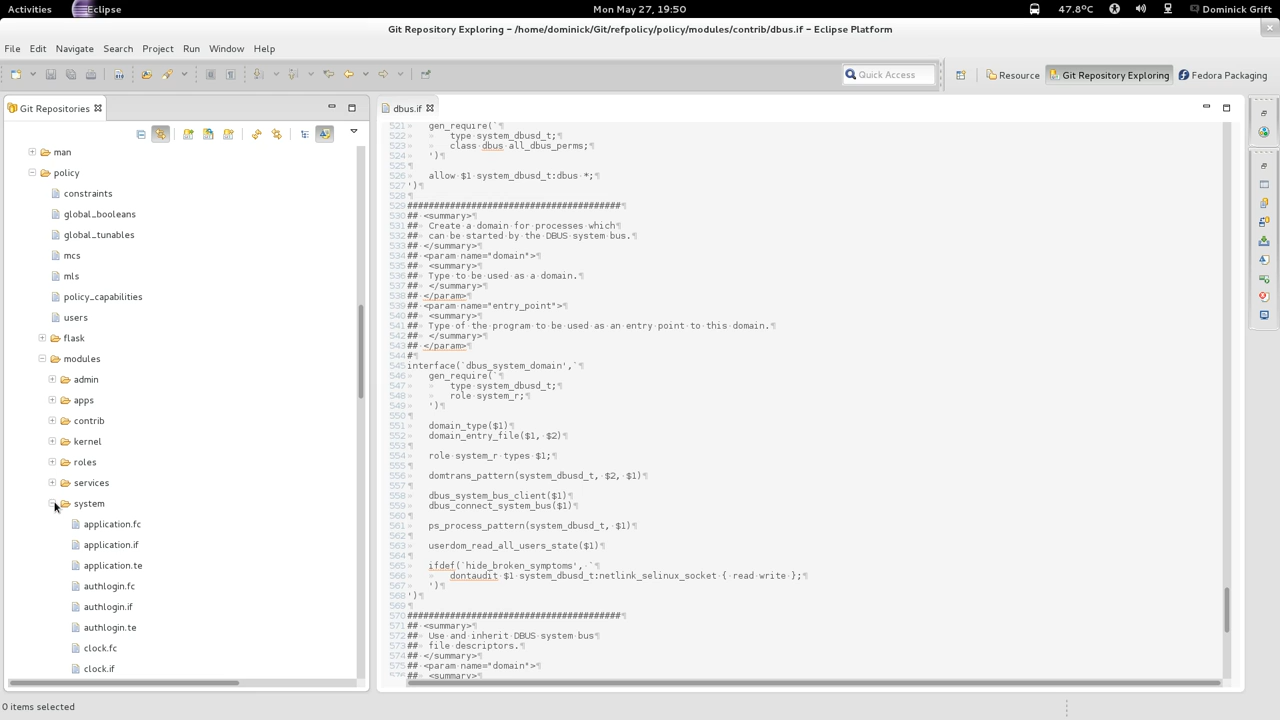 Activities
Eclipse
Mon May 27, 19:50
47.8°C
Dominick Grift
Git Repository Exploring – /home/dominick/Git/refpolicy/policy/modules/contrib/dbus.if – Eclipse Platform
File Edit Navigate Search Project Run Window Help
Quick Access
Resource
Git Repository Exploring
Fedora Packaging
Git Repositories
man
policy
constraints
global_booleans
global_tunables
mcs
mls
policy_capabilities
users
flask
modules
admin
apps
contrib
kernel
roles
services
system
application.fc
application.if
application.te
authlogin.fc
authlogin.if
authlogin.te
clock.fc
clock.if
dbus.if
521» gen_require(`¶
522» » type·system_dbusd_t;¶
523» » class·dbus·all_dbus_perms;¶
524» ')¶
525¶
526» allow·$1·system_dbusd_t:dbus·*;¶
527')¶
528¶
529########################################¶
530##·<summary>¶
531##» Create·a·domain·for·processes·which¶
532##» can·be·started·by·the·DBUS·system·bus.¶
533##·</summary>¶
534##·<param·name="domain">¶
535##» <summary>¶
536##» Type·to·be·used·as·a·domain.¶
537##» </summary>¶
538##·</param>¶
539##·<param·name="entry_point">¶
540##» <summary>¶
541##» Type·of·the·program·to·be·used·as·an·entry·point·to·this·domain.¶
542##» </summary>¶
543##·</param>¶
544#¶
545interface(`dbus_system_domain',`¶
546» gen_require(`¶
547» » type·system_dbusd_t;¶
548» » role·system_r;¶
549» ')¶
550¶
551» domain_type($1)¶
552» domain_entry_file($1,·$2)¶
553¶
554» role·system_r·types·$1;¶
555¶
556» domtrans_pattern(system_dbusd_t,·$2,·$1)¶
557¶
558» dbus_system_bus_client($1)¶
559» dbus_connect_system_bus($1)¶
560¶
561» ps_process_pattern(system_dbusd_t,·$1)¶
562¶
563» userdom_read_all_users_state($1)¶
564¶
565» ifdef(`hide_broken_symptoms',·`¶
566» » dontaudit·$1·system_dbusd_t:netlink_selinux_socket·{·read·write·};¶
567» ')¶
568')¶
569¶
570########################################¶
571##·<summary>¶
572##» Use·and·inherit·DBUS·system·bus¶
573##» file·descriptors.¶
574##·</summary>¶
575##·<param·name="domain">¶
576##» <summary>¶
0 items selected